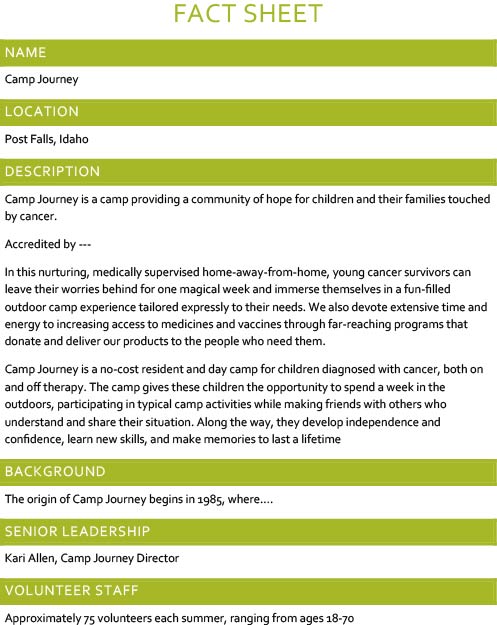 FACT SHEET
NAME
Camp Journey
LOCATION
Post Falls, Idaho
DESCRIPTION
Camp Journey is a camp providing a community of hope for children and their families touched
by cancer.
Accredited by ---
In this nurturing, medically supervised home-away-from-home, young cancer survivors can
leave their worries behind for one magical week and immerse themselves in a fun-filled
outdoor camp experience tailored expressly to their needs. We also devote extensive time and
energy to increasing access to medicines and vaccines through far-reaching programs that
donate and deliver our products to the people who need them.
Camp Journey is a no-cost resident and day camp for children diagnosed with cancer, both on
and off therapy. The camp gives these children the opportunity to spend a week in the
outdoors, participating in typical camp activities while making friends with others who
understand and share their situation. Along the way, they develop independence and
confidence, learn new skills, and make memories to last a lifetime
BACKGROUND
The origin of Camp Journey begins in 1985, where....
SENIOR LEADERSHIP
Kari Allen, Camp Journey Director
VOLUNTEER STAFF
Approximately 75 volunteers each summer, ranging from ages 18-70